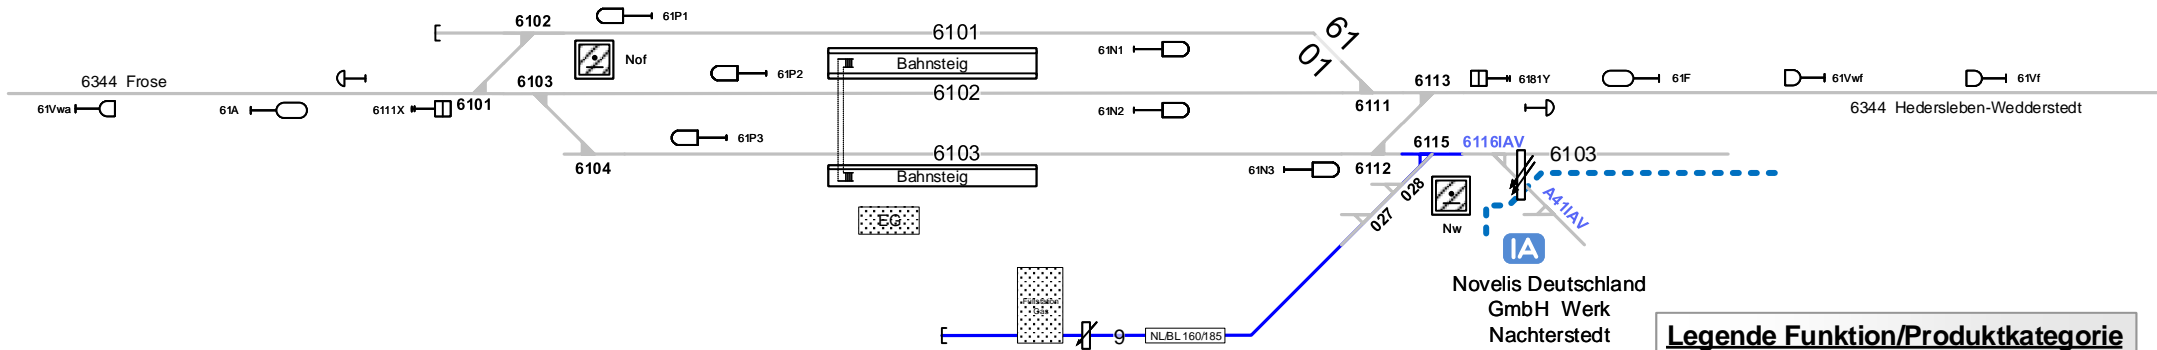 6102
61P1
6101
61
01
Nof
61N1
6344 Frose
61P2
Bahnsteig
6103
6113
6181Y
61F
61Vwf
61Vf
61Vwa
61A
6111X
6101
6102
61N2
6111
6344 Hedersleben-Wedderstedt
61P3
6104
6103
Bahnsteig
61N3
6112
6115
6116IAV
6103
028
027
A41IAV
EG
Nw
IA
Novelis Deutschland
GmbH Werk
Nachterstedt
Gas
9
NL/BL 160/185
Legende Funktion/Produktkategorie